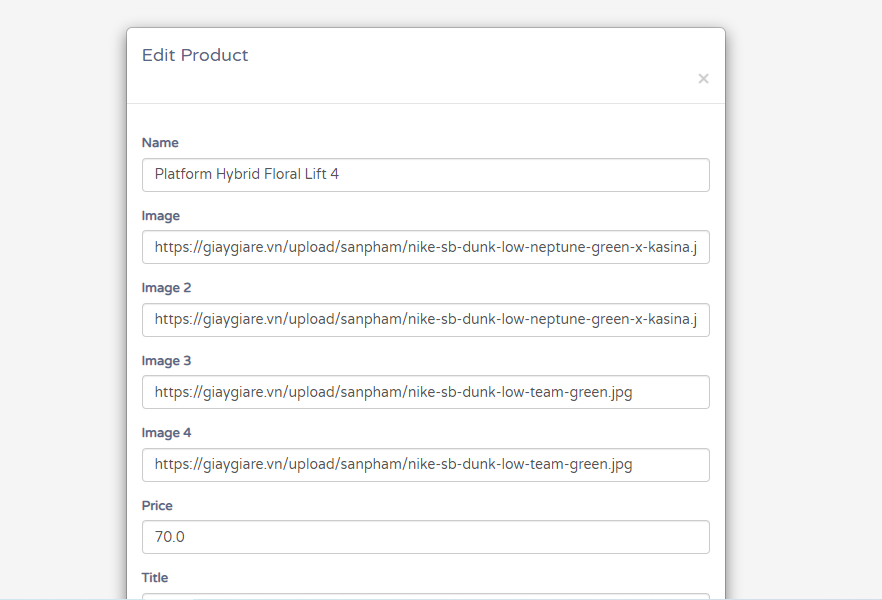 Edit Product
×
Name
Platform Hybrid Floral Lift 4
Image
https://giaygiare.vn/upload/sanpham/nike-sb-dunk-low-neptune-green-x-kasina.j
Image 2
https://giaygiare.vn/upload/sanpham/nike-sb-dunk-low-neptune-green-x-kasina.j
Image 3
https://giaygiare.vn/upload/sanpham/nike-sb-dunk-low-team-green.jpg
Image 4
https://giaygiare.vn/upload/sanpham/nike-sb-dunk-low-team-green.jpg
Price
70.0
Title